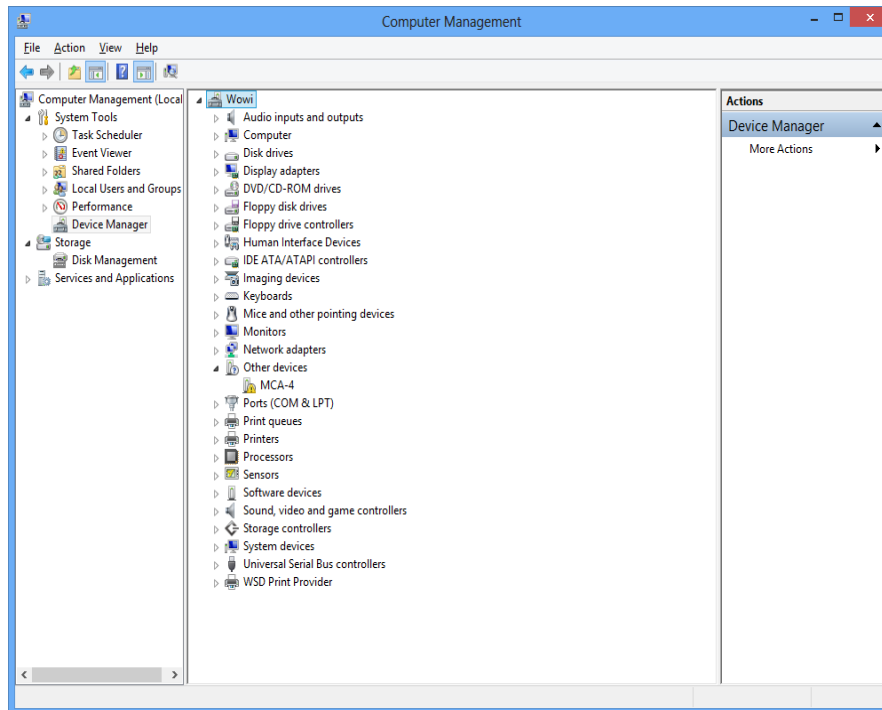 Computer Management
File Action View Help
Computer Management (Local
System Tools
Task Scheduler
Event Viewer
Shared Folders
Local Users and Groups
Performance
Device Manager
Storage
Disk Management
Services and Applications
Wowi
Audio inputs and outputs
Computer
Disk drives
Display adapters
DVD/CD-ROM drives
Floppy disk drives
Floppy drive controllers
Human Interface Devices
IDE ATA/ATAPI controllers
Imaging devices
Keyboards
Mice and other pointing devices
Monitors
Network adapters
Other devices
MCA-4
Ports (COM & LPT)
Print queues
Printers
Processors
Sensors
Software devices
Sound, video and game controllers
Storage controllers
System devices
Universal Serial Bus controllers
WSD Print Provider
Actions
Device Manager
More Actions